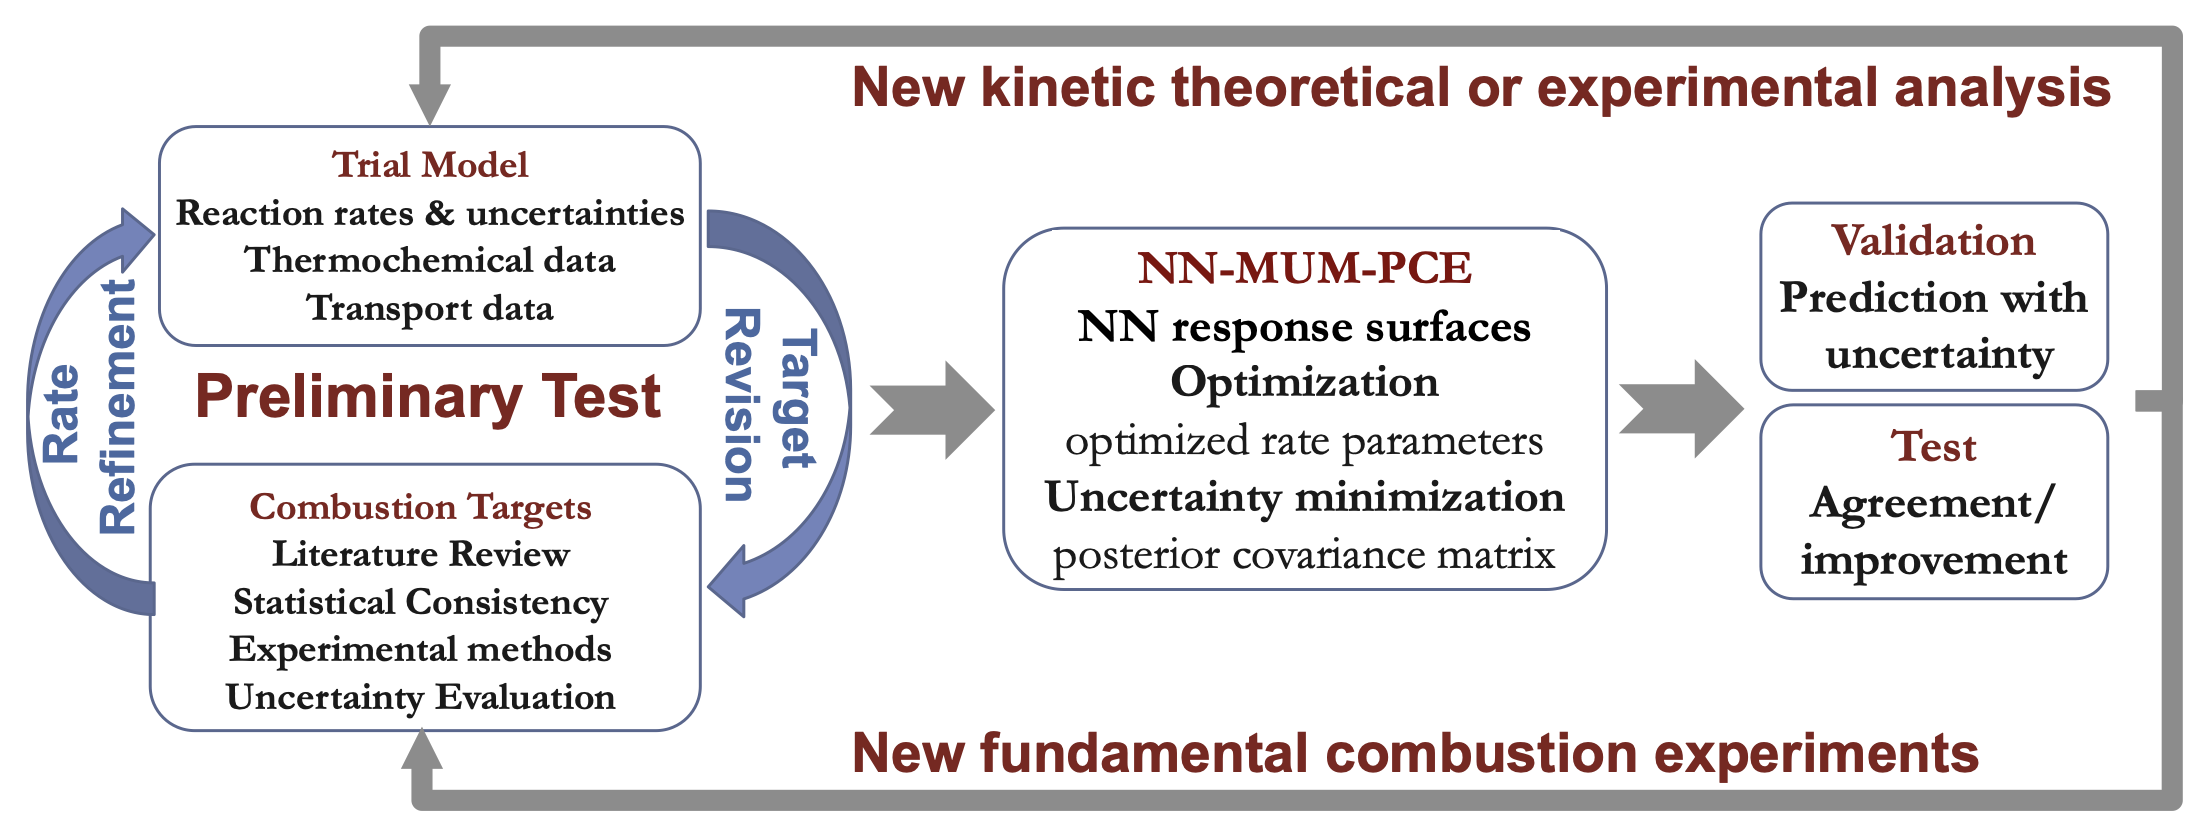 New kinetic theoretical or experimental analysis
Trial Model
Reaction rates & uncertainties
Thermochemical data
Transport data
Rate
Refinement
Preliminary Test
Target
Revision
Combustion Targets
Literature Review
Statistical Consistency
Experimental methods
Uncertainty Evaluation
NN-MUM-PCE
NN response surfaces
Optimization
optimized rate parameters
Uncertainty minimization
posterior covariance matrix
Validation
Prediction with
uncertainty
Test
Agreement/
improvement
New fundamental combustion experiments